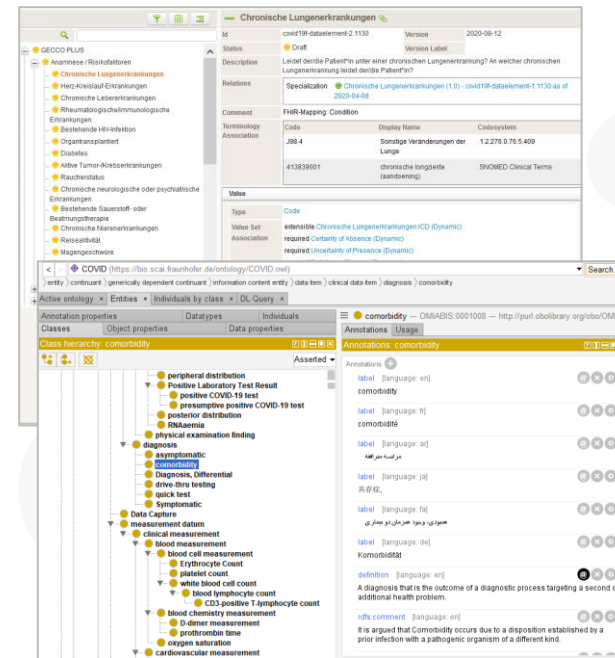 Chronische Lungenerkrankungen
Id covid19f-dataelement-2.1130 Version 2020-08-12
Status Draft Version Label
Description Leidet der/die Patient*in unter einer chronischen Lungenerkrankung? An welcher chronischen
Lungenerkrankung leidet der/die Patient*in?
Relations Specialization Chronische Lungenerkrankungen (1.0) - covid19f-dataelement-1.1130 as of
2020-04-08
Comment FHIR-Mapping: Condition
Terminology
Association
Code Display Name Codesystem
J98.4 Sonstige Veränderungen der
Lunge 1.2.276.0.76.5.409
413839001 chronische longziekte
(aandoening) SNOMED Clinical Terms
Value
Type Code
Value Set
Association
extensible Chronische Lungenerkrankungen ICD (Dynamic)
required Certainty of Absence (Dynamic)
required Uncertainty of Presence (Dynamic)
GECCO PLUS
Anamnese / Risikofaktoren
Chronische Lungenerkrankungen
Herz-Kreislauf-Erkrankungen
Chronische Lebererkrankungen
Rheumatologische/immunologische
Erkrankungen
Bestehende HIV-Infektion
Organtransplantiert
Diabetes
Aktive Tumor-/Krebserkrankungen
Raucherstatus
Chronische neurologische oder psychiatrische
Erkrankungen
Bestehende Sauerstoff- oder
Beatmungstherapie
Chronische Nierenerkrankungen
Reiseaktivität
Magengeschwüre
COVID (https://bio.scai.fraunhofer.de/ontology/COVID.owl)
Search.
entity continuant generically dependent continuant information content entity data item clinical data item diagnosis comorbidity
Active ontology × Entities × Individuals by class × DL Query ×
Annotation properties Datatypes Individuals
Classes Object properties Data properties
Class hierarchy: comorbidity
Asserted
peripheral distribution
Positive Laboratory Test Result
positive COVID-19 test
presumptive positive COVID-19 test
posterior distribution
RNAaemia
physical examination finding
diagnosis
asymptomatic
comorbidity
Diagnosis, Differential
drive-thru testing
quick test
Symptomatic
Data Capture
measurement datum
clinical measurement
blood measurement
blood cell measurement
Erythrocyte Count
platelet count
white blood cell count
blood lymphocyte count
CD3-positive T-lymphocyte count
blood chemistry measurement
D-dimer measurement
prothrombin time
oxygen saturation
cardiovascular measurement
comorbidity — OMIABIS:0001008 — http://purl.obolibrary.org/obo/OMI
Annotations Usage
Annotations: comorbidity
Annotations
label [language: en]
comorbidity
label [language: fr]
comorbidité
label [language: ar]
label [language: ja]
共存症。
label [language: fa]
همبودی، وجود همزمان دو بیماری
label [language: de]
Komorbidität
definition [language: en]
A diagnosis that is the outcome of a diagnostic process targeting a second o
additional health problem.
rdfs:comment [language: en]
It is argued that Comorbidity occurs due to a disposition established by a
prior infection with a pathogenic organism of a different kind.